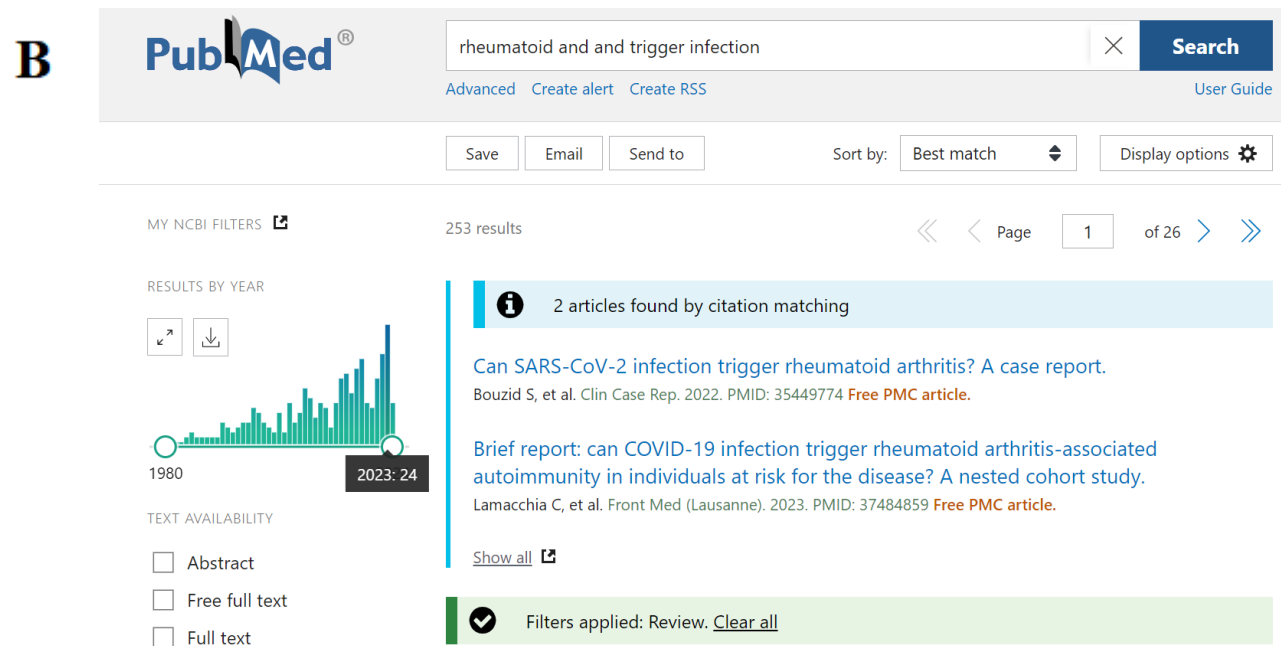 B
PubMed®
rheumatoid and and trigger infection
Search
Advanced Create alert Create RSS
User Guide
Save Email Send to
Sort by: Best match
Display options
MY NCBI FILTERS
253 results
Page 1 of 26
RESULTS BY YEAR
2 articles found by citation matching
Can SARS-CoV-2 infection trigger rheumatoid arthritis? A case report.
Bouzid S, et al. Clin Case Rep. 2022. PMID: 35449774 Free PMC article.
Brief report: can COVID-19 infection trigger rheumatoid arthritis-associated
autoimmunity in individuals at risk for the disease? A nested cohort study.
Lamacchia C, et al. Front Med (Lausanne). 2023. PMID: 37484859 Free PMC article.
1980
2023: 24
TEXT AVAILABILITY
Abstract
Free full text
Full text
Show all
Filters applied: Review. Clear all